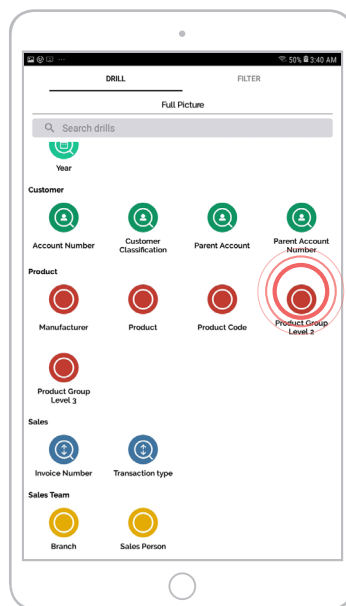 50% 3:40 AM
DRILL FILTER
Full Picture
Search drills
Year
Customer
Account Number Customer Classification Parent Account Parent Account Number
Product
Manufacturer Product Product Code Product Group Level 2
Product Group Level 3
Sales
Invoice Number Transaction type
Sales Team
Branch Sales Person